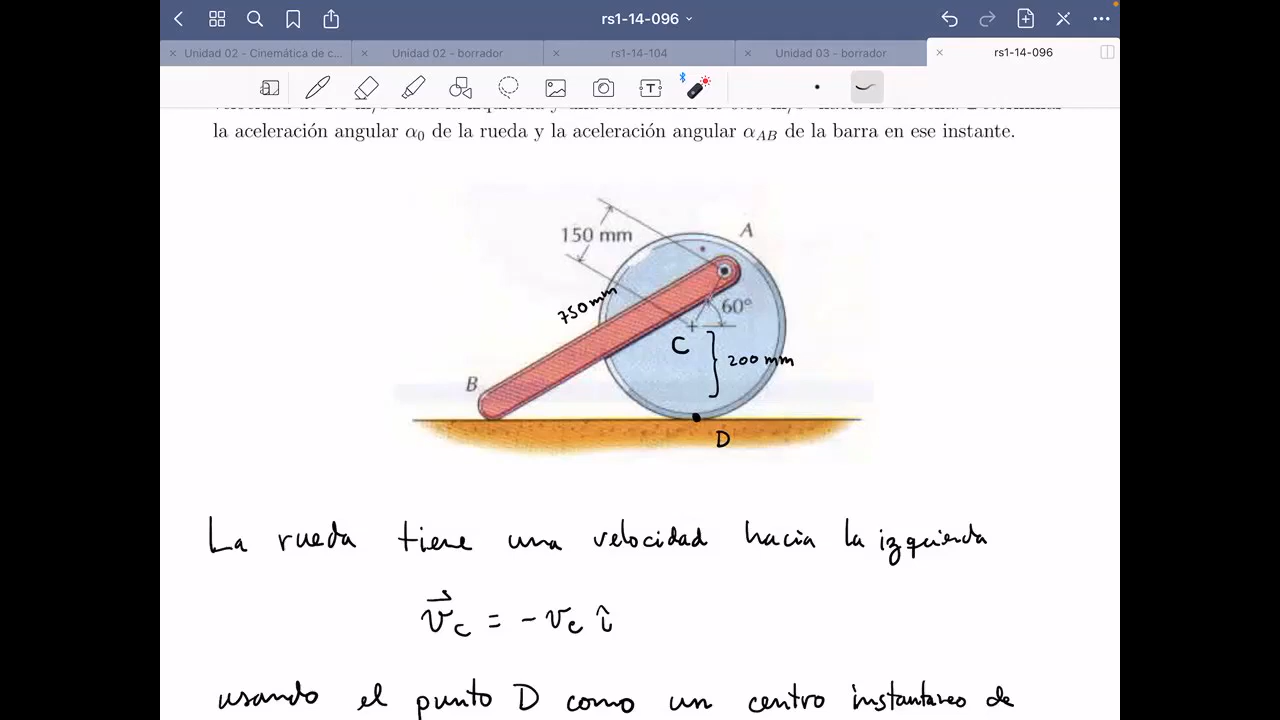 rs1-14-096
Unidad 02 - Cinemática de c...
Unidad 02 - borrador
rs1-14-104
Unidad 03 - borrador
rs1-14-096
la aceleración angular α0 de la rueda y la aceleración angular αAB de la barra en ese instante.
150 mm
A
750 mm
60°
C
200 mm
B
D
La rueda tiene una velocidad hacia la izquierda
v⃗c = - vc î
usando el punto D como un centro instantaneo de